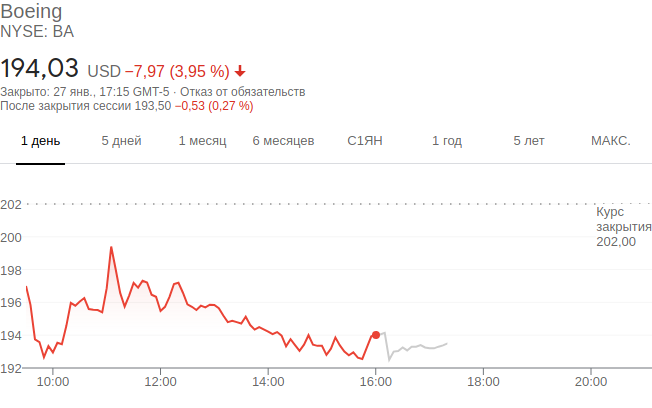 Boeing
NYSE: BA
194,03 USD −7,97 (3,95 %)
Закрыто: 27 янв., 17:15 GMT-5 · Отказ от обязательств
После закрытия сессии 193,50 −0,53 (0,27 %)
1 день 5 дней 1 месяц 6 месяцев С1ЯН 1 год 5 лет МАКС.
202
Курс
закрытия
202,00
200
198
196
194
192
10:00 12:00 14:00 16:00 18:00 20:00